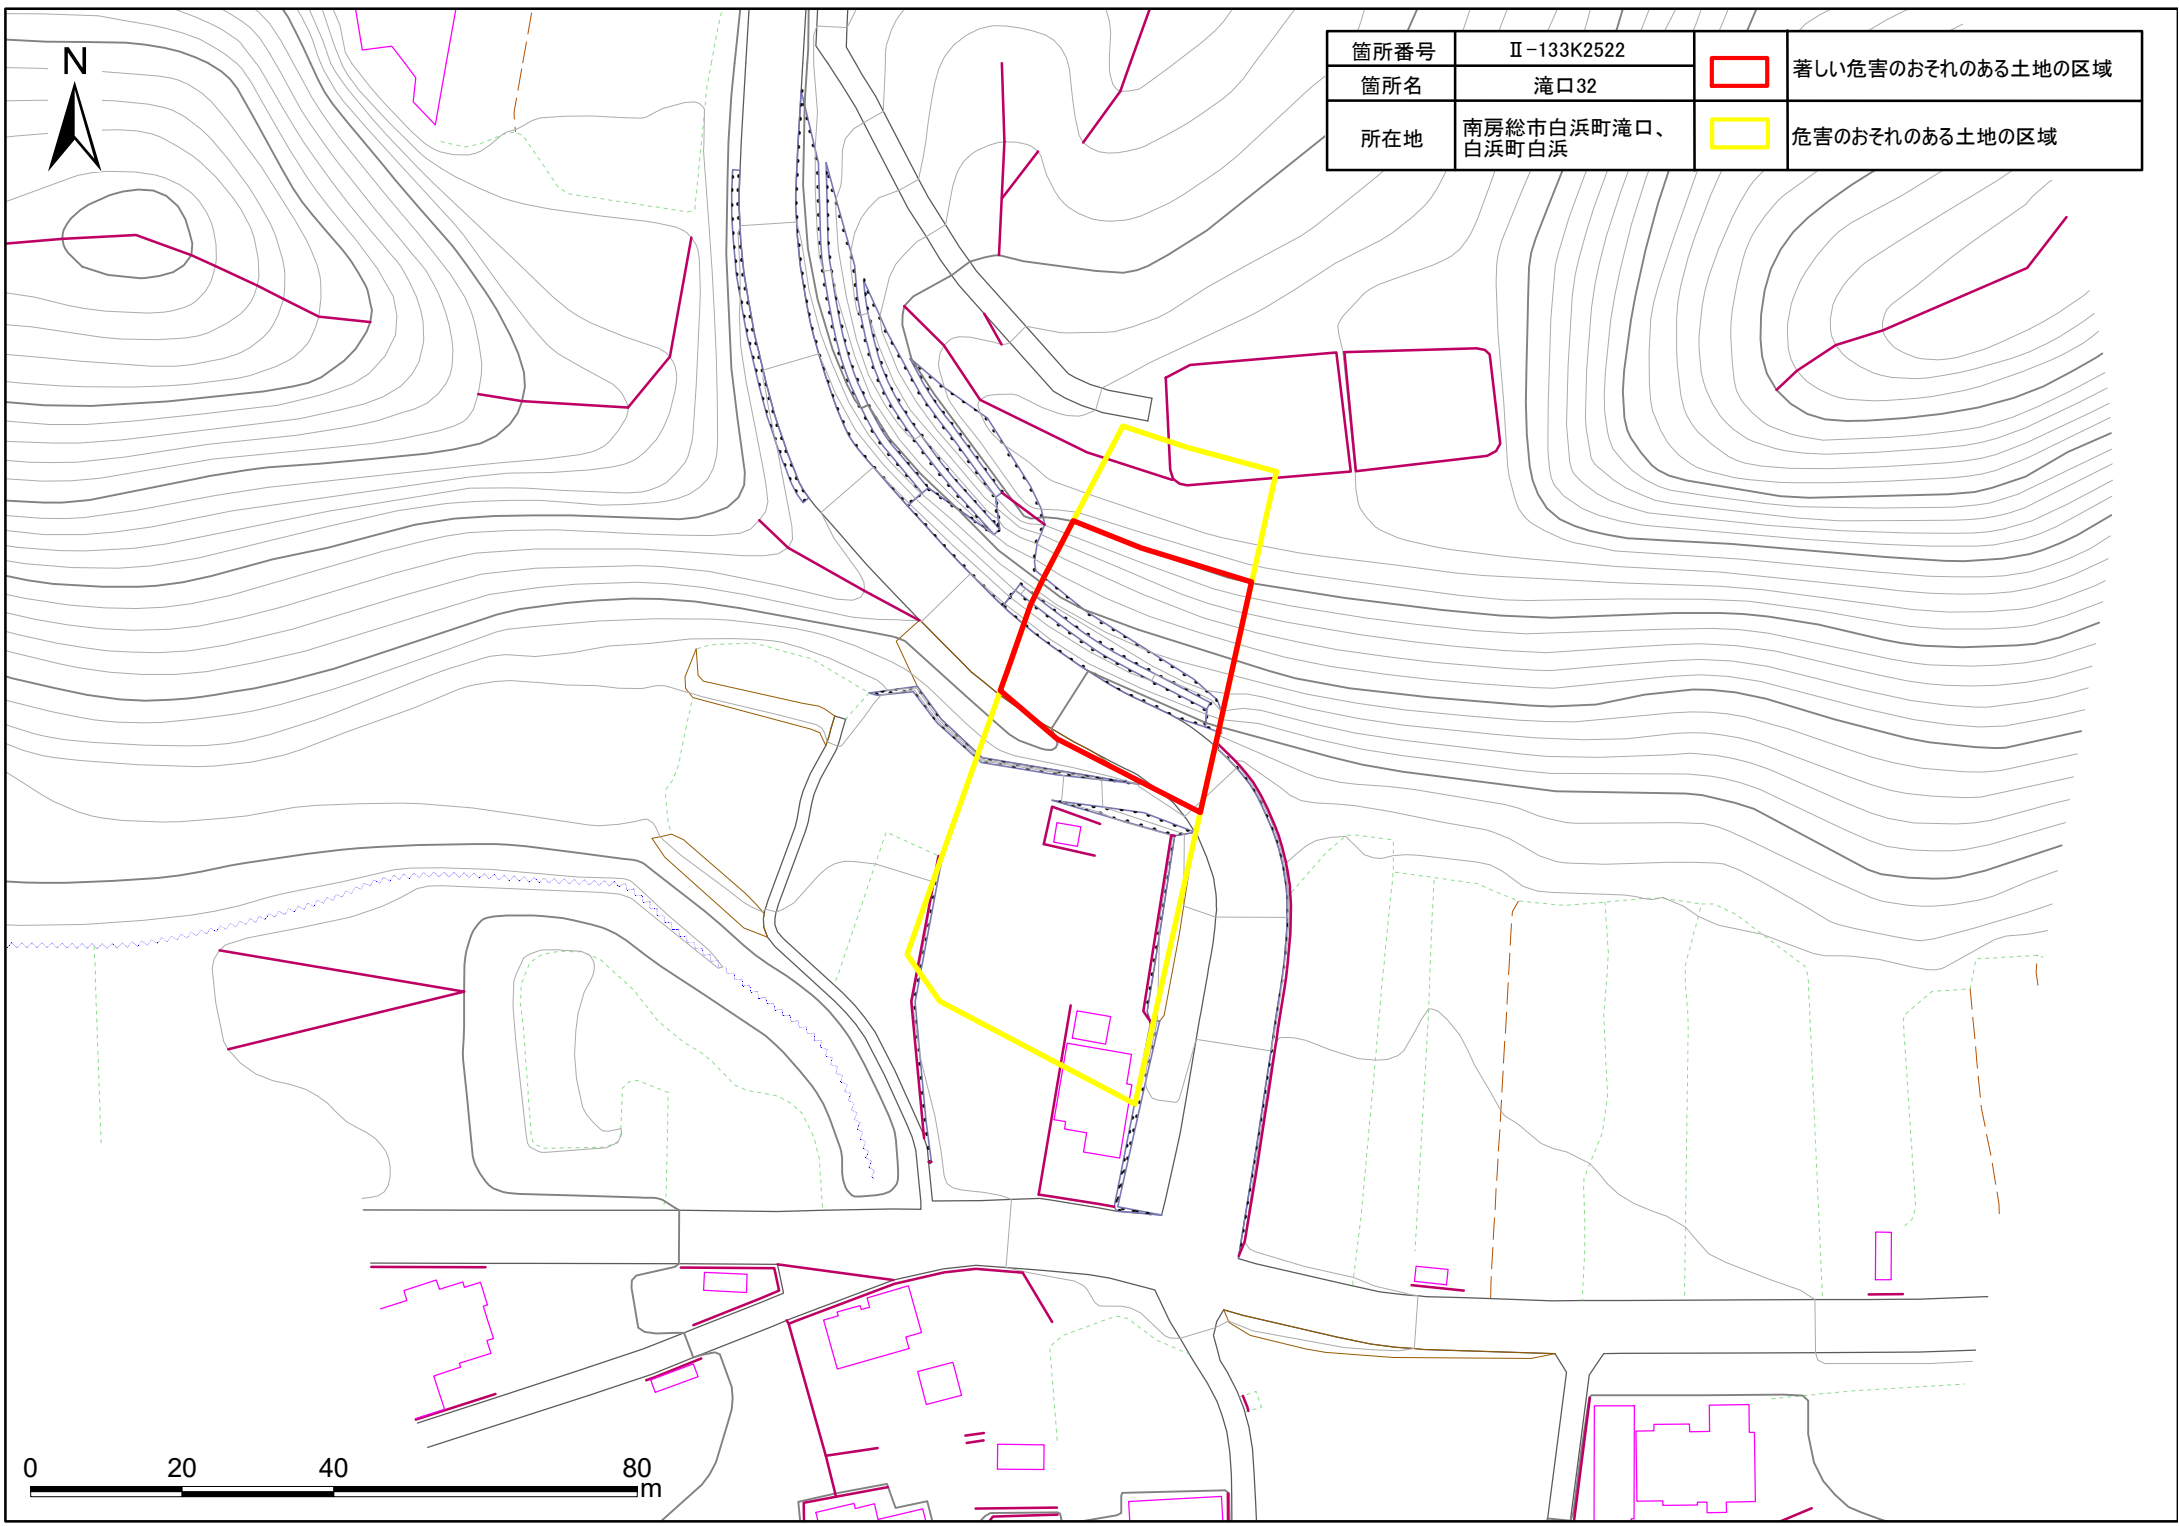 N
箇所番号 Ⅱ-133K2522 著しい危害のおそれのある土地の区域
箇所名 滝口32
所在地 南房総市白浜町滝口、
白浜町白浜
危害のおそれのある土地の区域
0 20 40 80
m